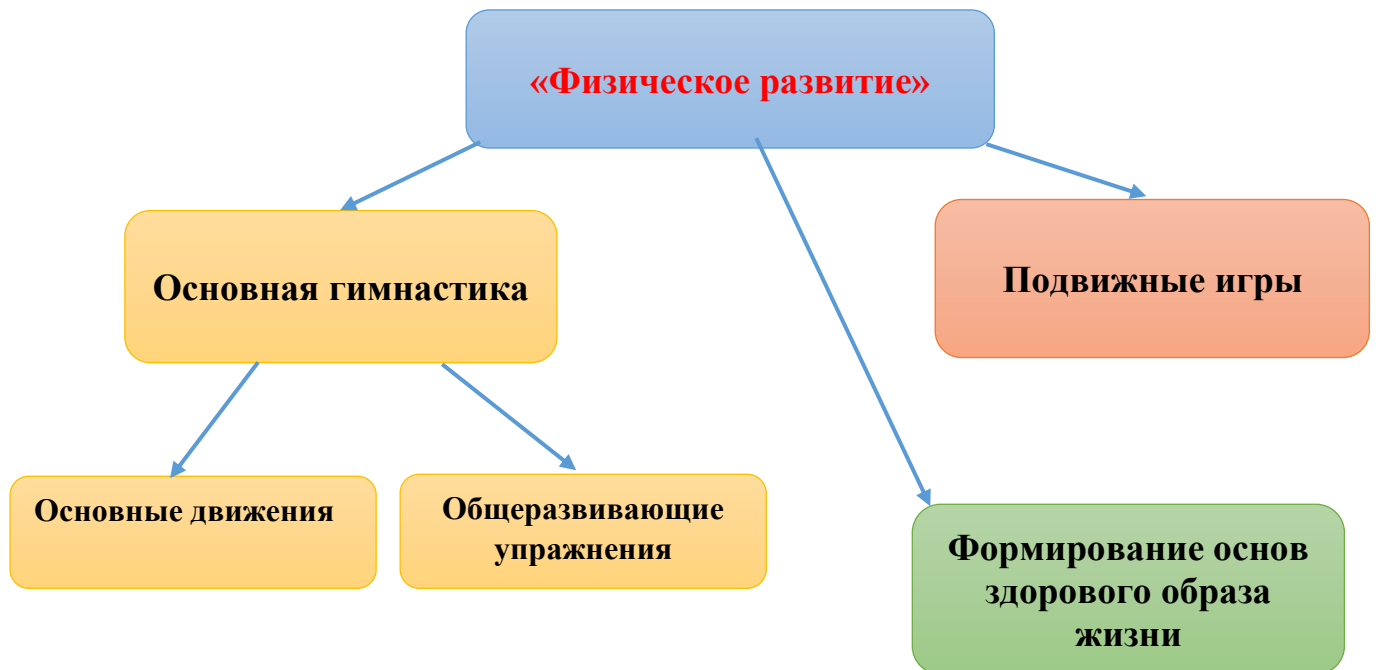 «Физическое развитие»
Основная гимнастика
Подвижные игры
Основные движения
Общеразвивающие
упражнения
Формирование основ
здорового образа
жизни